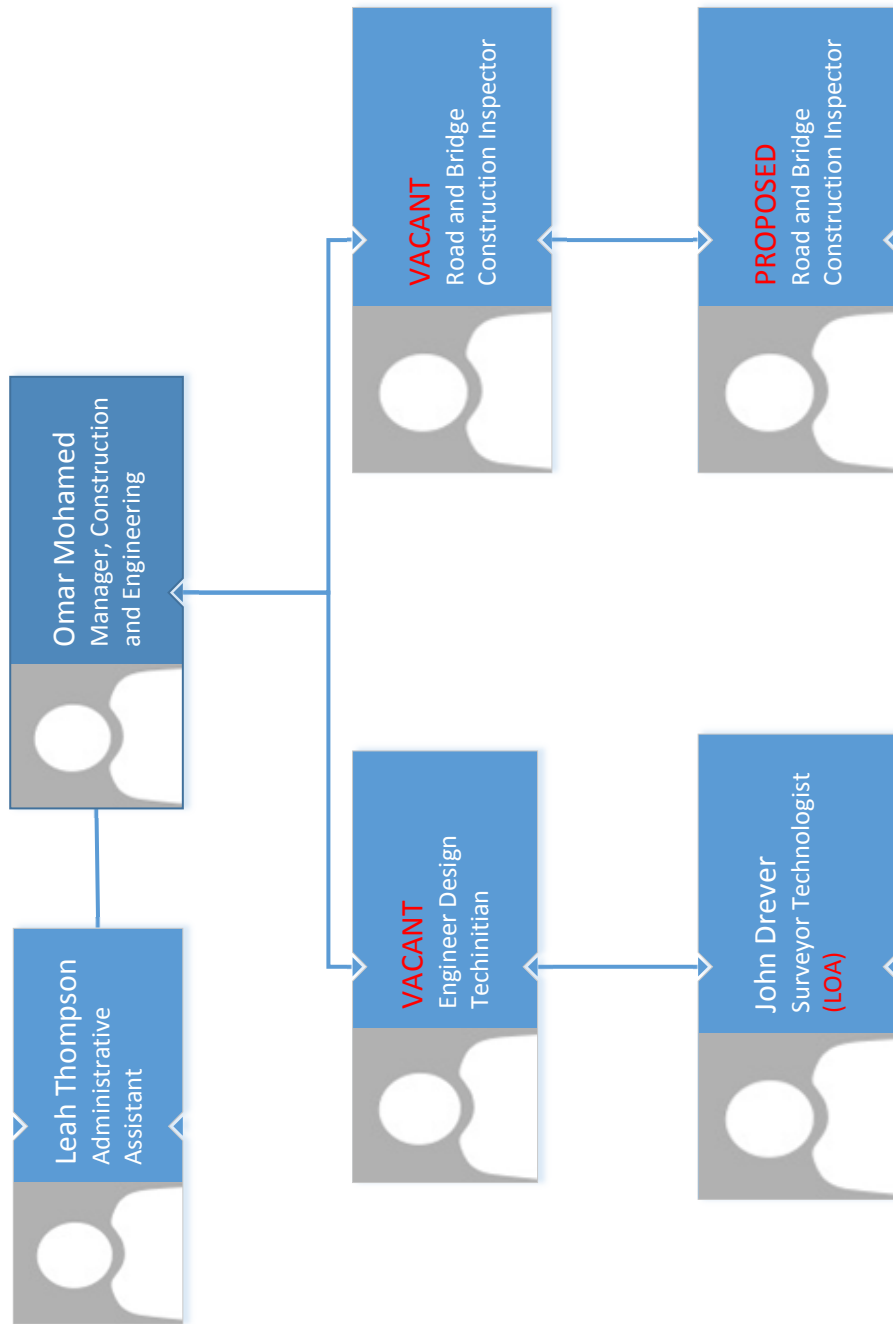 Leah Thompson
Administrative
Assistant
Omar Mohamed
Manager, Construction
and Engineering
VACANT
Engineer Design
Techinitian
VACANT
Road and Bridge
Construction Inspector
John Drever
Surveyor Technologist
(LOA)
PROPOSED
Road and Bridge
Construction Inspector